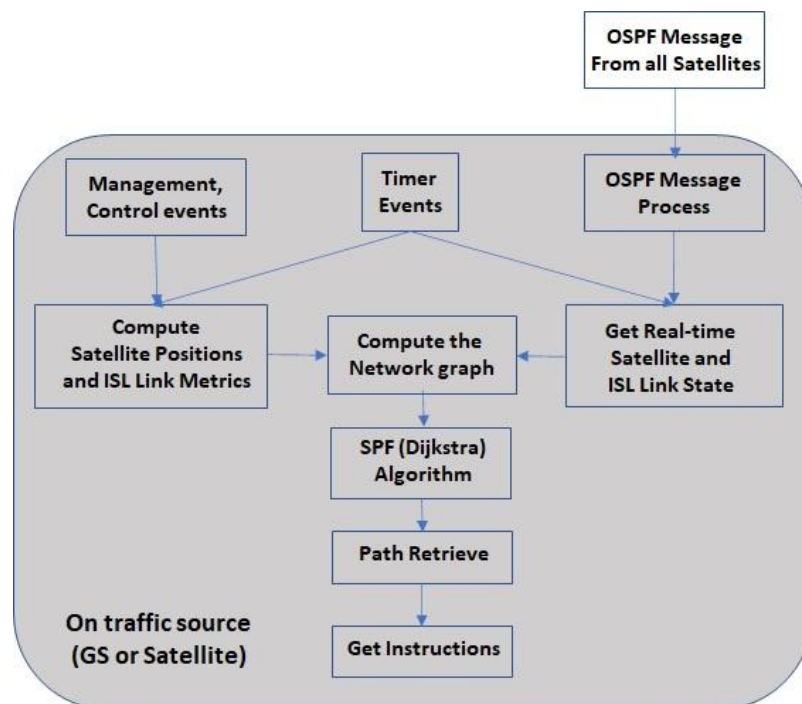 OSPF Message
From all Satellites
Management,
Control events
Timer
Events
OSPF Message
Process
Compute
Satellite Positions
and ISL Link Metrics
Compute the
Network graph
Get Real-time
Satellite and
ISL Link State
SPF (Dijkstra)
Algorithm
Path Retrieve
On traffic source
(GS or Satellite)
Get Instructions